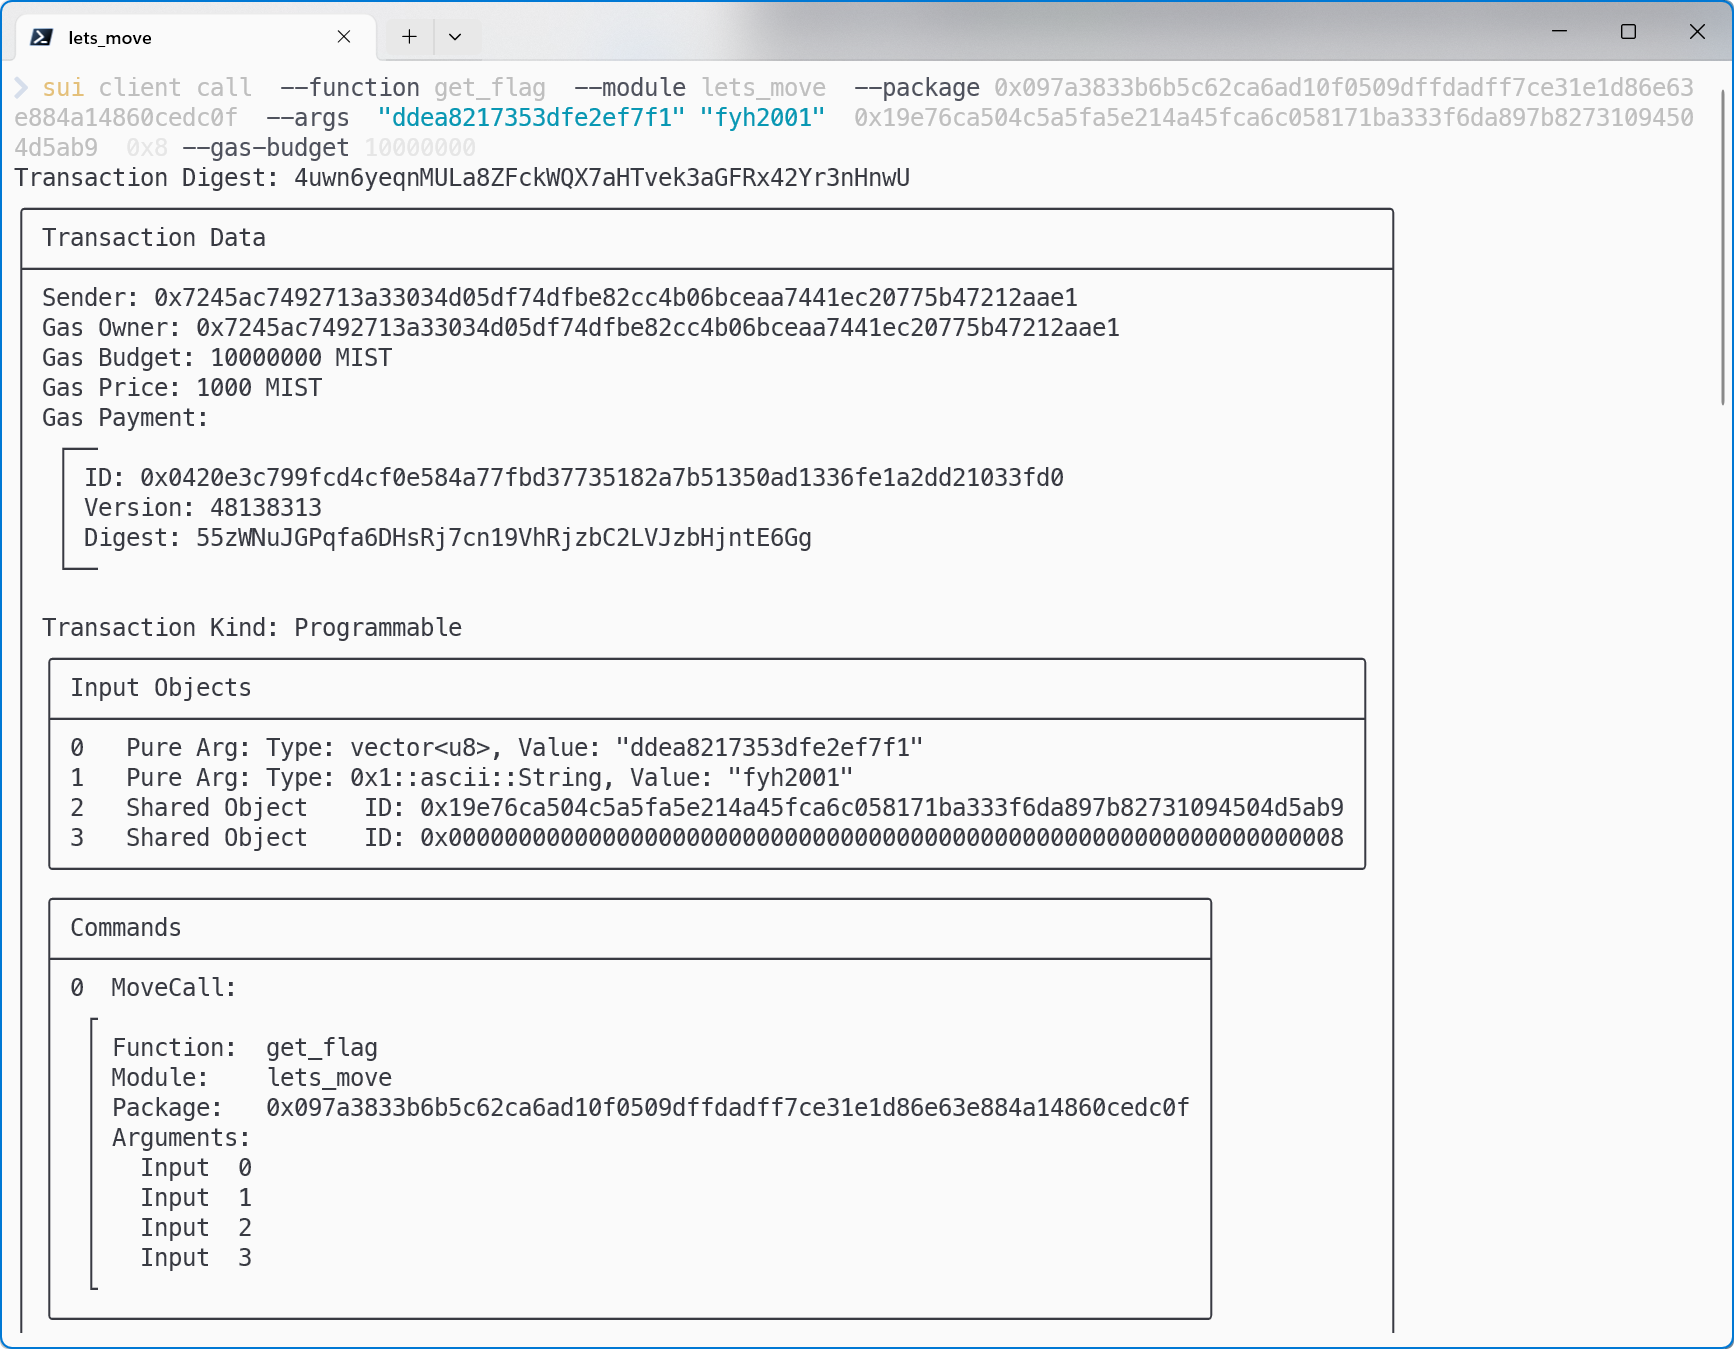 lets_move
sui client call --function get_flag --module lets_move --package 0x097a3833b6b5c62ca6ad10f0509dffdadff7ce31e1d86e63
e884a14860cedc0f --args "ddea8217353dfe2ef7f1" "fyh2001" 0x19e76ca504c5a5fa5e214a45fca6c058171ba333f6da897b8273109450
4d5ab9 0x8 --gas-budget 10000000
Transaction Digest: 4uwn6yeqnMULa8ZFckWQX7aHTvek3aGFRx42Yr3nHnwU
Transaction Data
Sender: 0x7245ac7492713a33034d05df74dfbe82cc4b06bceaa7441ec20775b47212aae1
Gas Owner: 0x7245ac7492713a33034d05df74dfbe82cc4b06bceaa7441ec20775b47212aae1
Gas Budget: 10000000 MIST
Gas Price: 1000 MIST
Gas Payment:
ID: 0x0420e3c799fcd4cf0e584a77fbd37735182a7b51350ad1336fe1a2dd21033fd0
Version: 48138313
Digest: 55zWNuJGPqfa6DHsRj7cn19VhRjzbC2LVJzbHjntE6Gg
Transaction Kind: Programmable
Input Objects
0 Pure Arg: Type: vector<u8>, Value: "ddea8217353dfe2ef7f1"
1 Pure Arg: Type: 0x1::ascii::String, Value: "fyh2001"
2 Shared Object ID: 0x19e76ca504c5a5fa5e214a45fca6c058171ba333f6da897b82731094504d5ab9
3 Shared Object ID: 0x0000000000000000000000000000000000000000000000000000000000000008
Commands
0 MoveCall:
Function: get_flag
Module: lets_move
Package: 0x097a3833b6b5c62ca6ad10f0509dffdadff7ce31e1d86e63e884a14860cedc0f
Arguments:
Input 0
Input 1
Input 2
Input 3